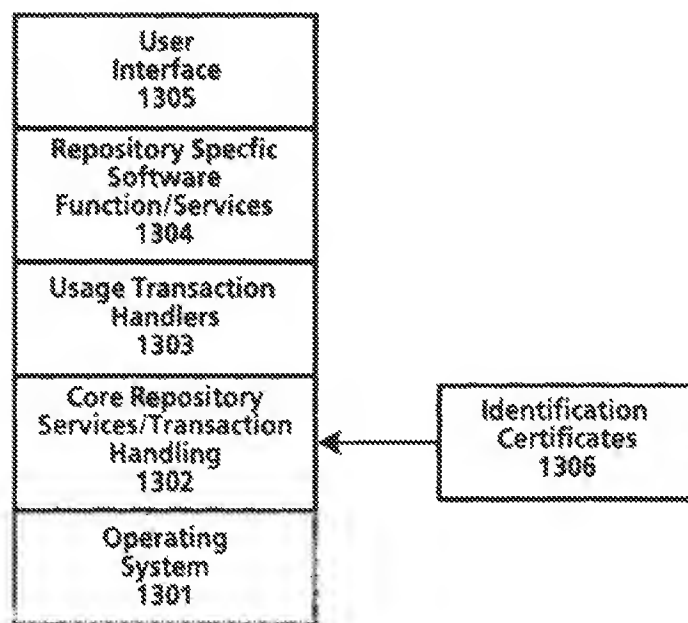 User
Interface
1305
Repository Specfic
Software
Function/Services
1304
Usage Transaction
Handlers
1303
Core Repository
Services/Transaction
Handling
1302
Identification
Certificates
1306
Operating
System
1301